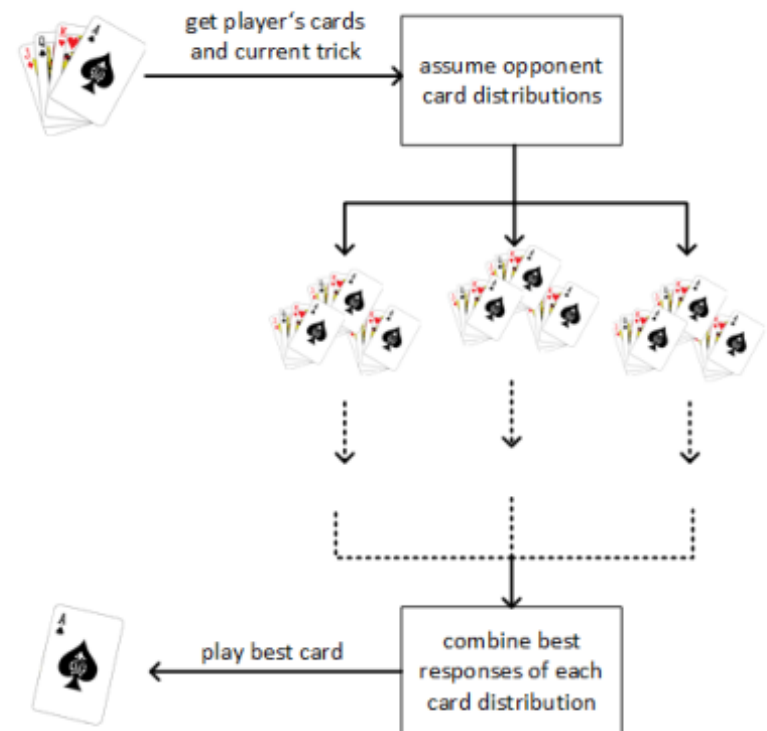 get player's cards
and current trick
assume opponent
card distributions
play best card
combine best
responses of each
card distribution